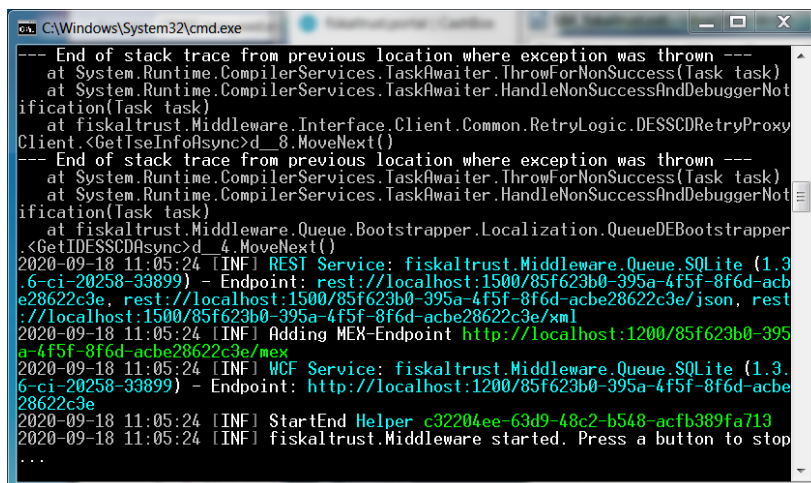 C:\Windows\System32\cmd.exe
--- End of stack trace from previous location where exception was thrown ---
   at System.Runtime.CompilerServices.TaskAwaiter.ThrowForNonSuccess(Task task)
   at System.Runtime.CompilerServices.TaskAwaiter.HandleNonSuccessAndDebuggerNot
ification(Task task)
   at fiskaltrust.Middleware.Interface.Client.Common.RetryLogic.DESSCDRetryProxy
Client.<GetTseInfoAsync>d__8.MoveNext()
--- End of stack trace from previous location where exception was thrown ---
   at System.Runtime.CompilerServices.TaskAwaiter.ThrowForNonSuccess(Task task)
   at System.Runtime.CompilerServices.TaskAwaiter.HandleNonSuccessAndDebuggerNot
ification(Task task)
   at fiskaltrust.Middleware.Queue.Bootstrapper.Localization.QueueDEBootstrapper
.<GetIDESSCDAsync>d__4.MoveNext()
2020-09-18 11:05:24 [INF] REST Service: fiskaltrust.Middleware.Queue.SQLite (1.3
.6-ci-20258-33899) - Endpoint: rest://localhost:1500/85f623b0-395a-4f5f-8f6d-acb
e28622c3e, rest://localhost:1500/85f623b0-395a-4f5f-8f6d-acbe28622c3e/json, rest
://localhost:1500/85f623b0-395a-4f5f-8f6d-acbe28622c3e/xml
2020-09-18 11:05:24 [INF] Adding MEX-Endpoint http://localhost:1200/85f623b0-395
a-4f5f-8f6d-acbe28622c3e/mex
2020-09-18 11:05:24 [INF] WCF Service: fiskaltrust.Middleware.Queue.SQLite (1.3.
6-ci-20258-33899) - Endpoint: http://localhost:1200/85f623b0-395a-4f5f-8f6d-acbe
28622c3e
2020-09-18 11:05:24 [INF] StartEnd Helper c32204ee-63d9-48c2-b548-acfb389fa713
2020-09-18 11:05:24 [INF] fiskaltrust.Middleware started. Press a button to stop
...